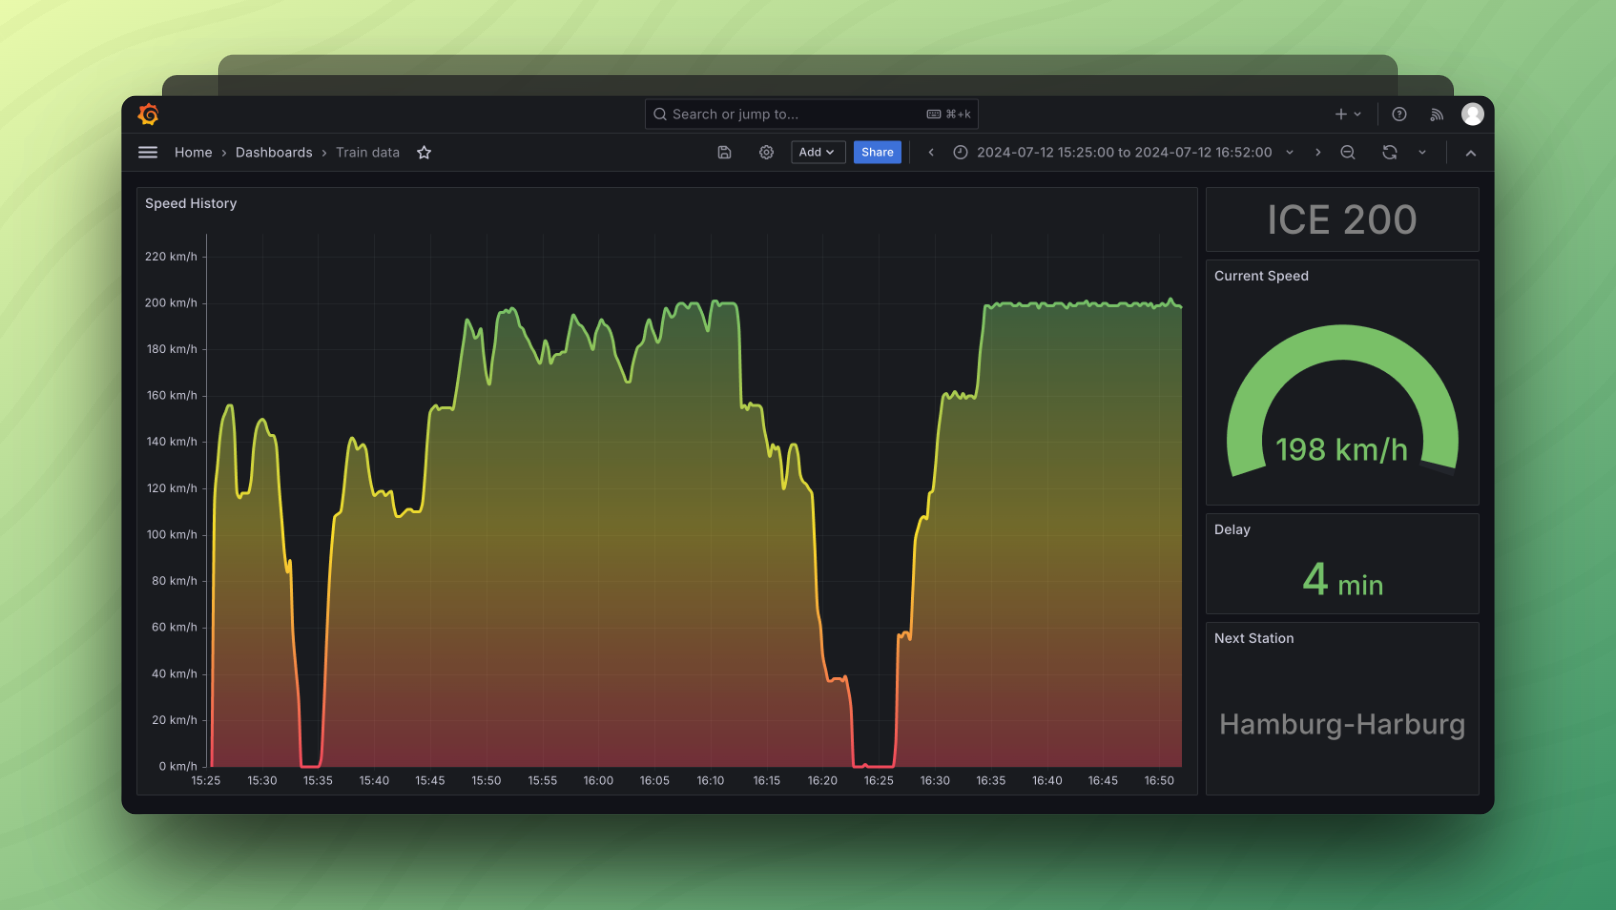 Search or jump to... ⌘+k
Home › Dashboards › Train data
Add
Share
2024-07-12 15:25:00 to 2024-07-12 16:52:00
Speed History
220 km/h
200 km/h
180 km/h
160 km/h
140 km/h
120 km/h
100 km/h
80 km/h
60 km/h
40 km/h
20 km/h
0 km/h
15:25 15:30 15:35 15:40 15:45 15:50 15:55 16:00 16:05 16:10 16:15 16:20 16:25 16:30 16:35 16:40 16:45 16:50
ICE 200
Current Speed
198 km/h
Delay
4 min
Next Station
Hamburg-Harburg